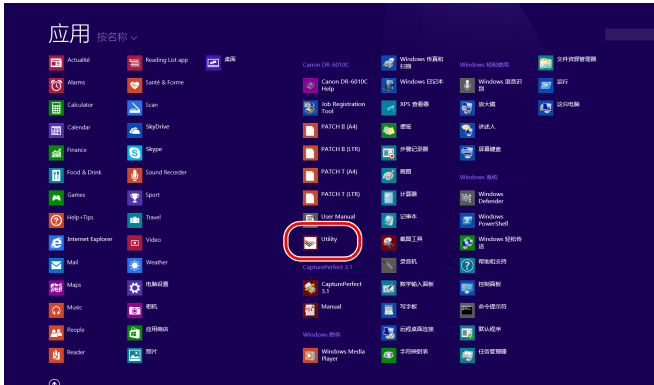 应用 按名称
Actualité
Alarms
Calculator
Calendar
Finance
Food & Drink
Games
Help+Tips
Internet Explorer
Mail
Maps
Music
People
Reader
Reading List app
Santé & Forme
Scan
SkyDrive
Skype
Sound Recorder
Sport
Travel
Video
Weather
电脑设置
相机
应用商店
照片
桌面
Canon DR-6010C
Canon DR-6010C
Help
Job Registration
Tool
PATCH II (A4)
PATCH II (LTR)
PATCH T (A4)
PATCH T (LTR)
User Manual
Utility
CapturePerfect 3.1
CapturePerfect
3.1
Manual
Windows 附件
Windows Media
Player
Windows 传真和
扫描
Windows 日记本
XPS 查看器
便笺
步骤记录器
画图
计算器
记事本
截图工具
录音机
数学输入面板
写字板
远程桌面连接
字符映射表
Windows 轻松使用
Windows 语音识
别
放大镜
讲述人
屏幕键盘
Windows 系统
Windows
Defender
Windows
PowerShell
Windows 轻松传
送
帮助和支持
控制面板
命令提示符
默认程序
任务管理器
文件资源管理器
运行
这台电脑